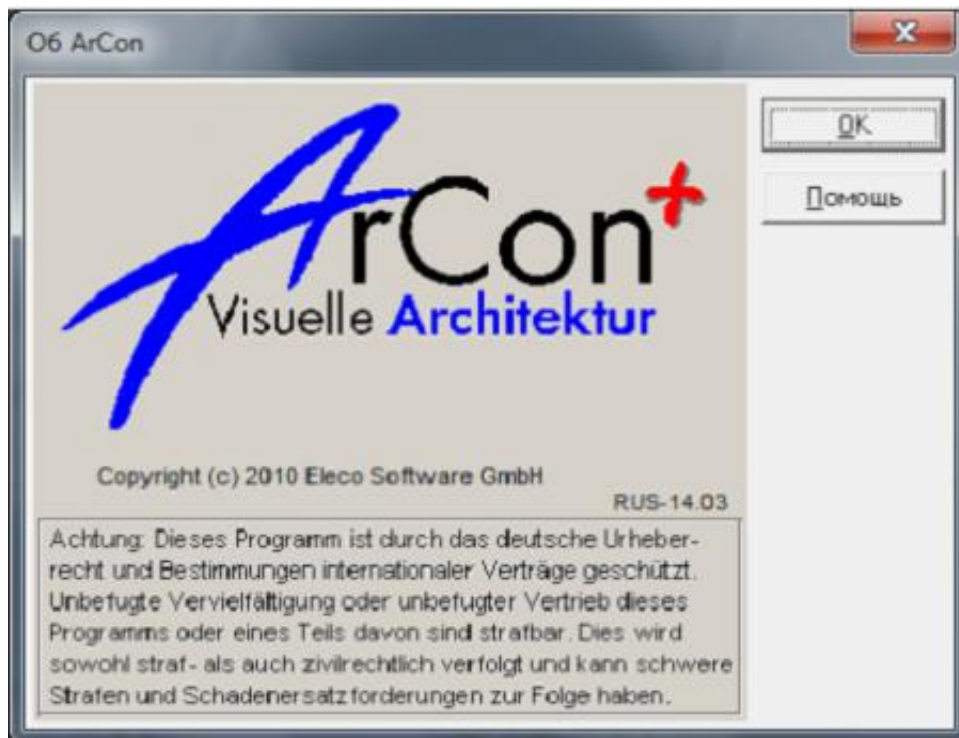 Об ArCon
ArCon+
Visuelle Architektur
Copyright (c) 2010 Eleco Software GmbH
RUS-14.03
Achtung: Dieses Programm ist durch das deutsche Urheber-
recht und Bestimmungen internationaler Verträge geschützt.
Unbefugte Vervielfältigung oder unbefugter Vertrieb dieses
Programms oder eines Teils davon sind strafbar. Dies wird
sowohl straf- als auch zivilrechtlich verfolgt und kann schwere
Strafen und Schadenersatzforderungen zur Folge haben.
OK
Помощь